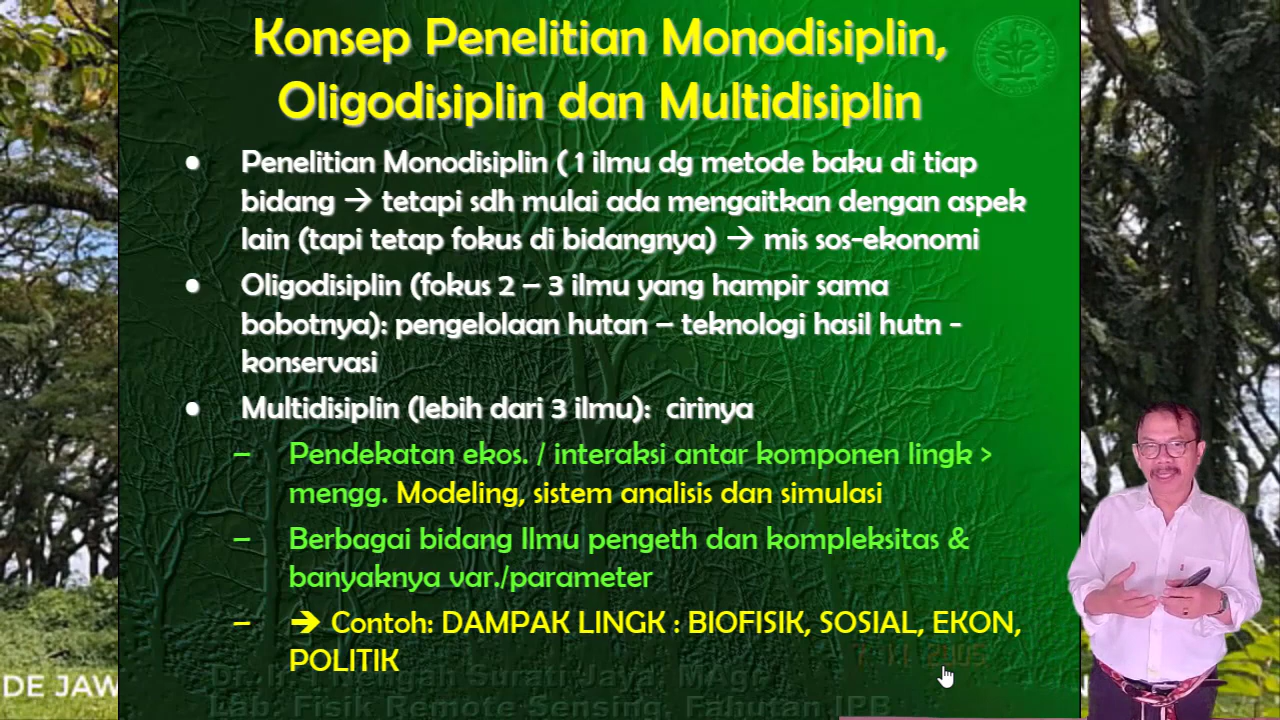 Konsep Penelitian Monodisiplin,
Oligodisiplin dan Multidisiplin
• Penelitian Monodisiplin (1 ilmu dg metode baku di tiap
bidang → tetapi sdh mulai ada mengaitkan dengan aspek
lain (tapi tetap fokus di bidangnya) → mis sos-ekonomi
• Oligodisiplin (fokus 2 – 3 ilmu yang hampir sama
bobotnya): pengelolaan hutan – teknologi hasil hutn -
konservasi
• Multidisiplin (lebih dari 3 ilmu): cirinya
– Pendekatan ekos. / interaksi antar komponen lingk >
mengg. Modeling, sistem analisis dan simulasi
– Berbagai bidang Ilmu pengeth dan kompleksitas &
banyaknya var./parameter
– → Contoh: DAMPAK LINGK : BIOFISIK, SOSIAL, EKON,
POLITIK
DE JAW
Lab. Fisik Remote Sensing, Fahutan IPB